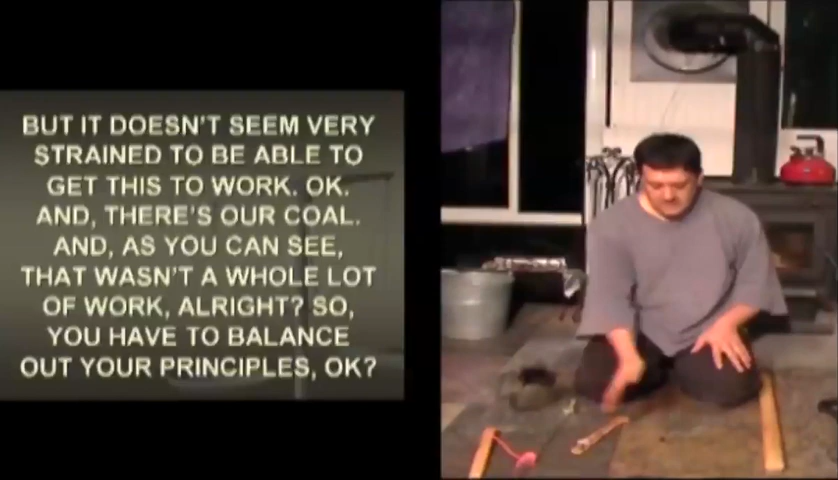 BUT IT DOESN'T SEEM VERY
STRAINED TO BE ABLE TO
GET THIS TO WORK. OK.
AND, THERE'S OUR COAL.
AND, AS YOU CAN SEE,
THAT WASN'T A WHOLE LOT
OF WORK, ALRIGHT? SO,
YOU HAVE TO BALANCE
OUT YOUR PRINCIPLES, OK?